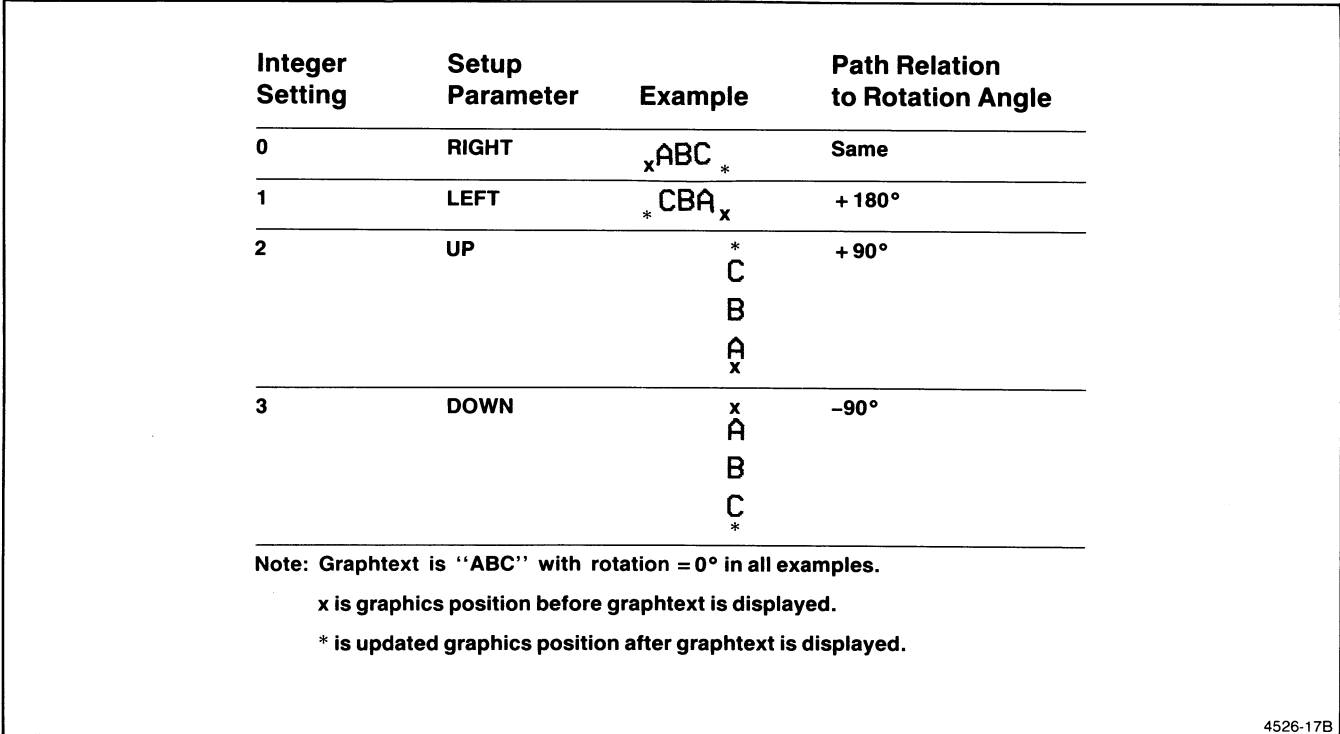 Integer Setting Setup Parameter Example Path Relation to Rotation Angle
0 RIGHT xABC * Same
1 LEFT * CBA x +180°
2 UP * +90°
C
B
A
x
3 DOWN x –90°
A
B
C
*
Note: Graphtext is ‘‘ABC’’ with rotation = 0° in all examples.
x is graphics position before graphtext is displayed.
* is updated graphics position after graphtext is displayed.
4526-17B